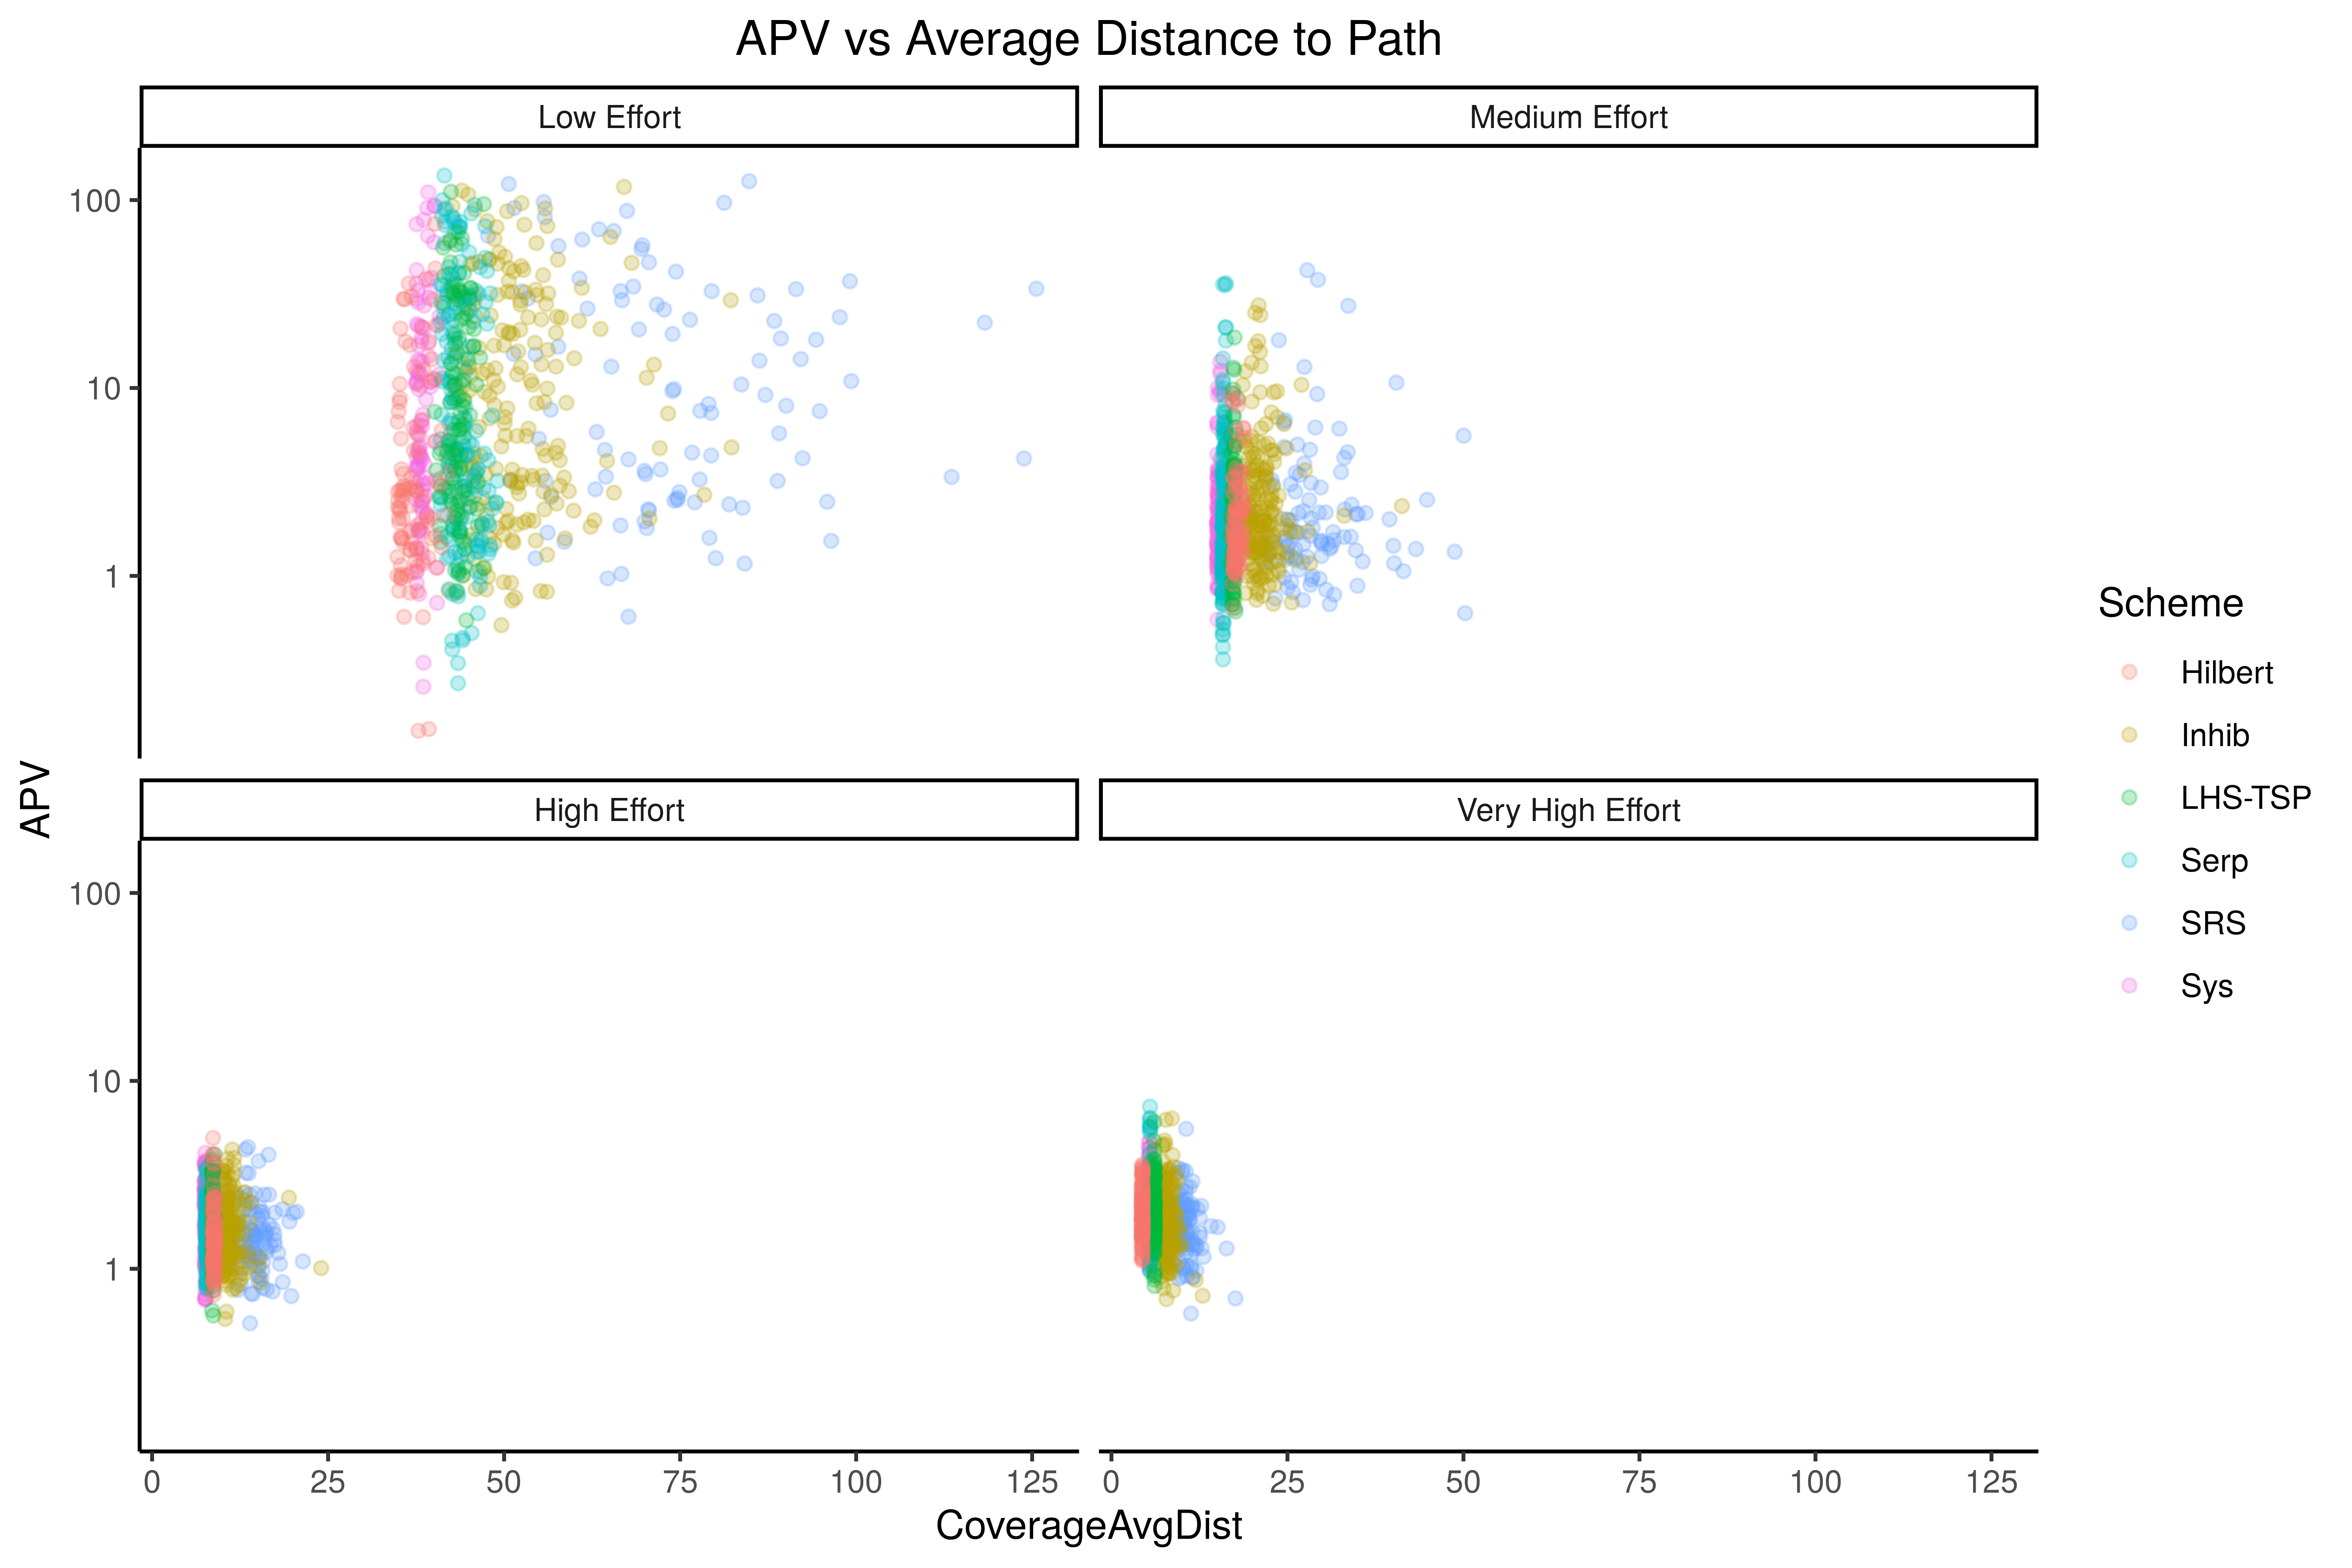 APV vs Average Distance to Path
Low Effort
Medium Effort
100
10
1
High Effort
Very High Effort
100
10
1
0 25 50 75 100 125 0 25 50 75 100 125
CoverageAvgDist
APV
Scheme
Hilbert
Inhib
LHS-TSP
Serp
SRS
Sys